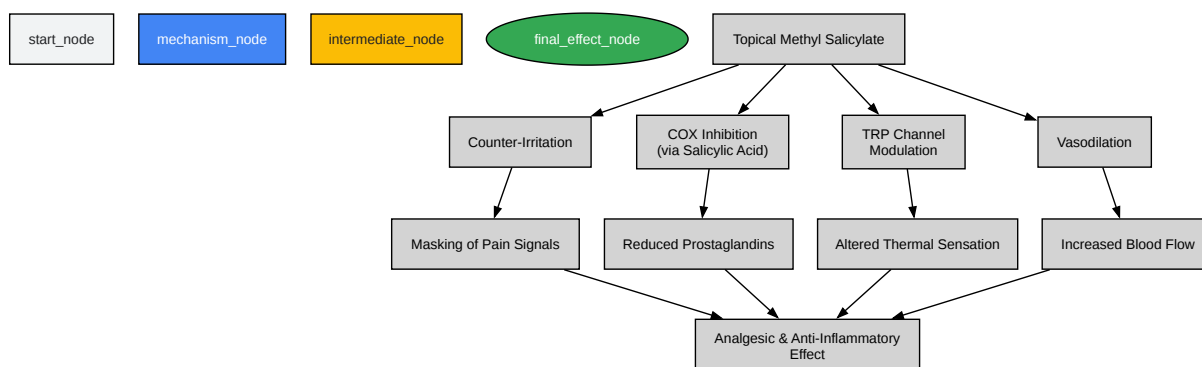 start_node
mechanism_node
intermediate_node
final_effect_node
Topical Methyl Salicylate
Counter-Irritation
COX Inhibition
(via Salicylic Acid)
TRP Channel
Modulation
Vasodilation
Masking of Pain Signals
Reduced Prostaglandins
Altered Thermal Sensation
Increased Blood Flow
Analgesic & Anti-Inflammatory
Effect